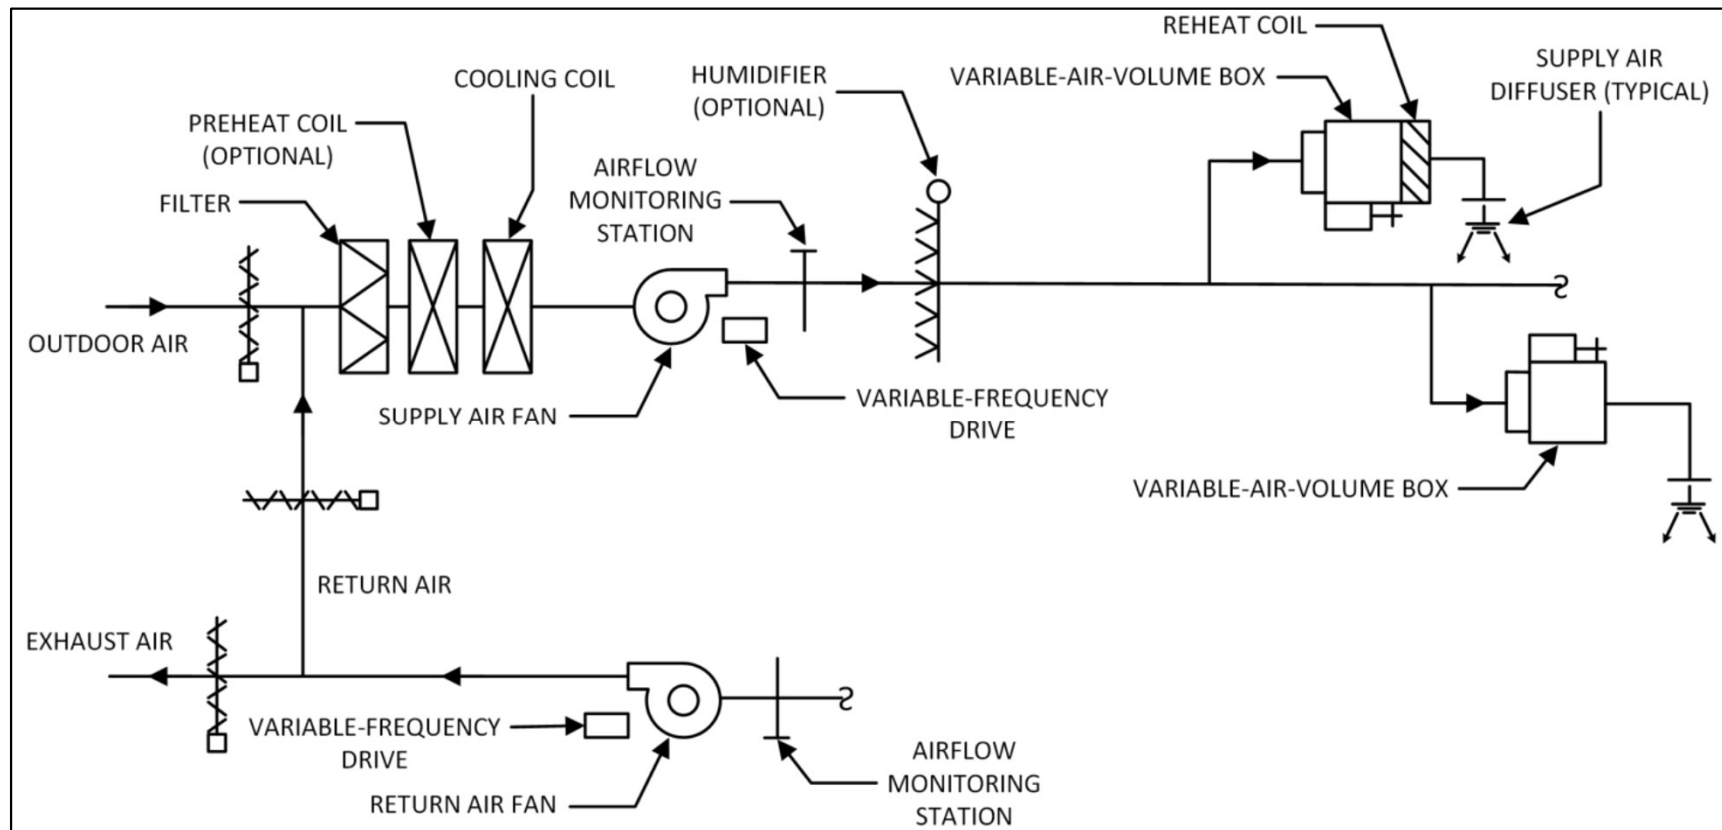 REHEAT COIL
VARIABLE-AIR-VOLUME BOX
SUPPLY AIR
DIFFUSER (TYPICAL)
HUMIDIFIER
(OPTIONAL)
COOLING COIL
PREHEAT COIL
(OPTIONAL)
AIRFLOW
MONITORING
STATION
FILTER
OUTDOOR AIR
SUPPLY AIR FAN
VARIABLE-FREQUENCY
DRIVE
VARIABLE-AIR-VOLUME BOX
RETURN AIR
EXHAUST AIR
VARIABLE-FREQUENCY
DRIVE
RETURN AIR FAN
AIRFLOW
MONITORING
STATION